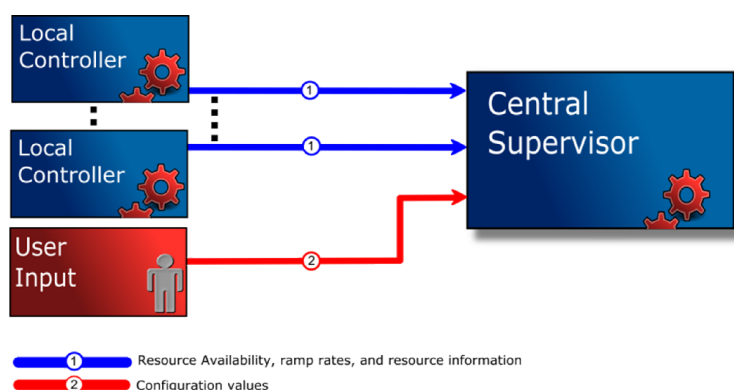 Local
Controller
1
Local
Controller
1
Central
Supervisor
User
Input
2
1 Resource Availability, ramp rates, and resource information
2 Configuration values